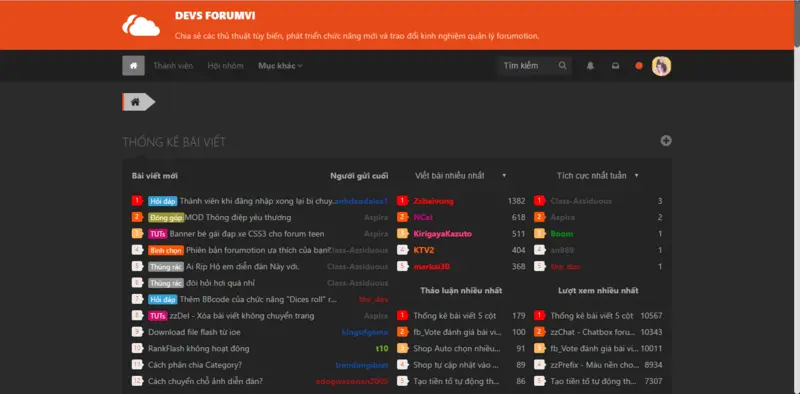 DEVS FORUMVI
Chia sẻ các thủ thuật tùy biến, phát triển chức năng mới và trao đổi kinh nghiệm quản lý forumotion.
Thành viên Hội nhóm Mục khác Tìm kiếm
THỐNG KÊ BÀI VIẾT
Bài viết mới Người gửi cuối
1 Hỏi đáp Thành viên khi đăng nhập xong lại bị chuy..
2 Đóng góp MOD Thông điệp yêu thương Aspira
3 TUTs Banner bé gái đạp xe CSS3 cho forum teen Aspira
4 Bình chọn Phiên bản forumotion ưa thích của bạn? Class-Assiduous
5 Thùng rác Ai Rip Hộ em diễn đàn Này với. Class-Assiduous
6 Thùng rác đòi hỏi hơi quá nhỉ Class-Assiduous
7 Hỏi đáp Thêm BBcode của chức năng "Dices roll" r... the_dev
8 TUTs zzDel - Xóa bài viết không chuyển trang Aspira
9 Download file flash từ ioe kingofgame
10 RankFlash không hoạt động t10
11 Cách phân chia Category?
12 Cách chuyển chỗ ảnh diễn đàn?
Viết bài nhiều nhất
1 Zzbaivong 1382
2 NCat 618
3 KirigayaKazuto 511
4 KTV2 404
5 markai30 368
Tích cực nhất tuần
1 Class-Assiduous 3
2 Aspira 2
3 Boom 1
4 an989 1
5 the_dev 1
Thảo luận nhiều nhất
1 Thống kê bài viết 5 cột 179
2 fb_Vote đánh giá bài vi... 100
3 Shop Auto chọn nhiều... 91
4 Shop tự cập nhật vào ... 89
5 Tạo tiền tố tự động th... 86
Lượt xem nhiều nhất
1 Thống kê bài viết 5 cột 10567
2 zzChat - Chatbox foru... 10343
3 fb_Vote đánh giá bài vi... 10011
4 zzPrefix - Màu nền cho... 8934
5 Tạo tiền tố tự động th... 7307